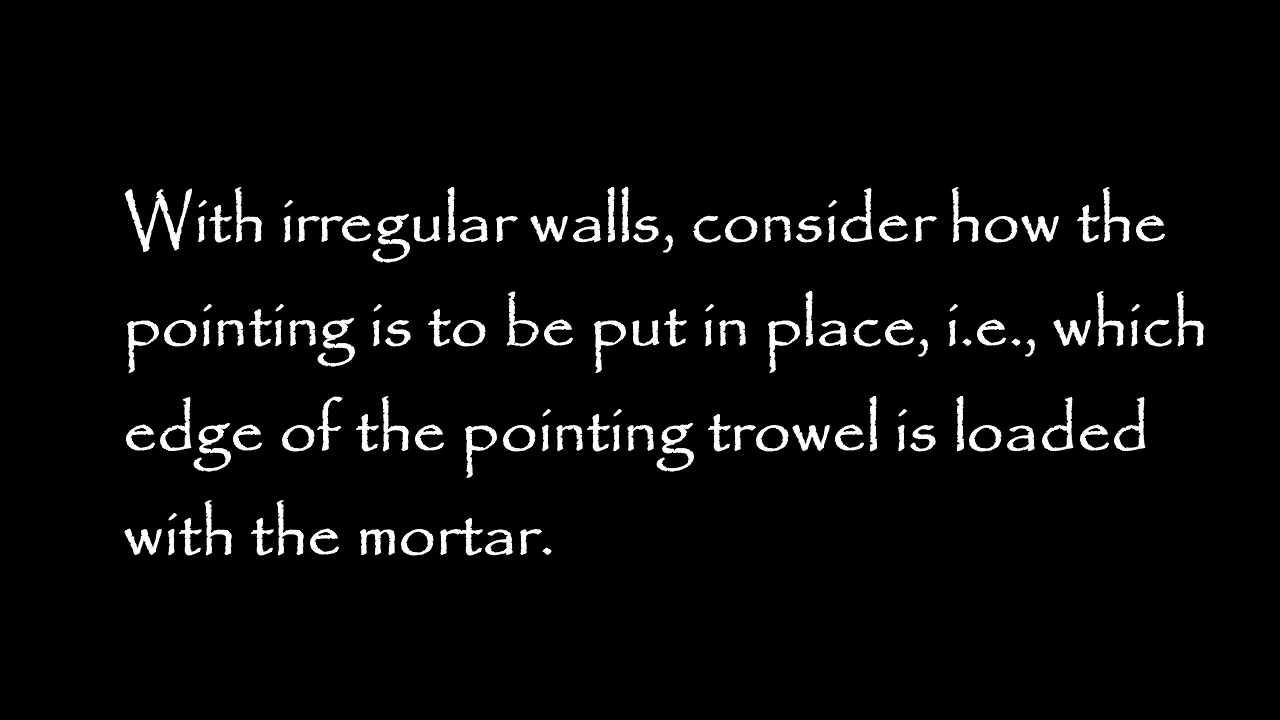 With irregular walls, consider how the
pointing is to be put in place, i.e., which
edge of the pointing trowel is loaded
with the mortar.